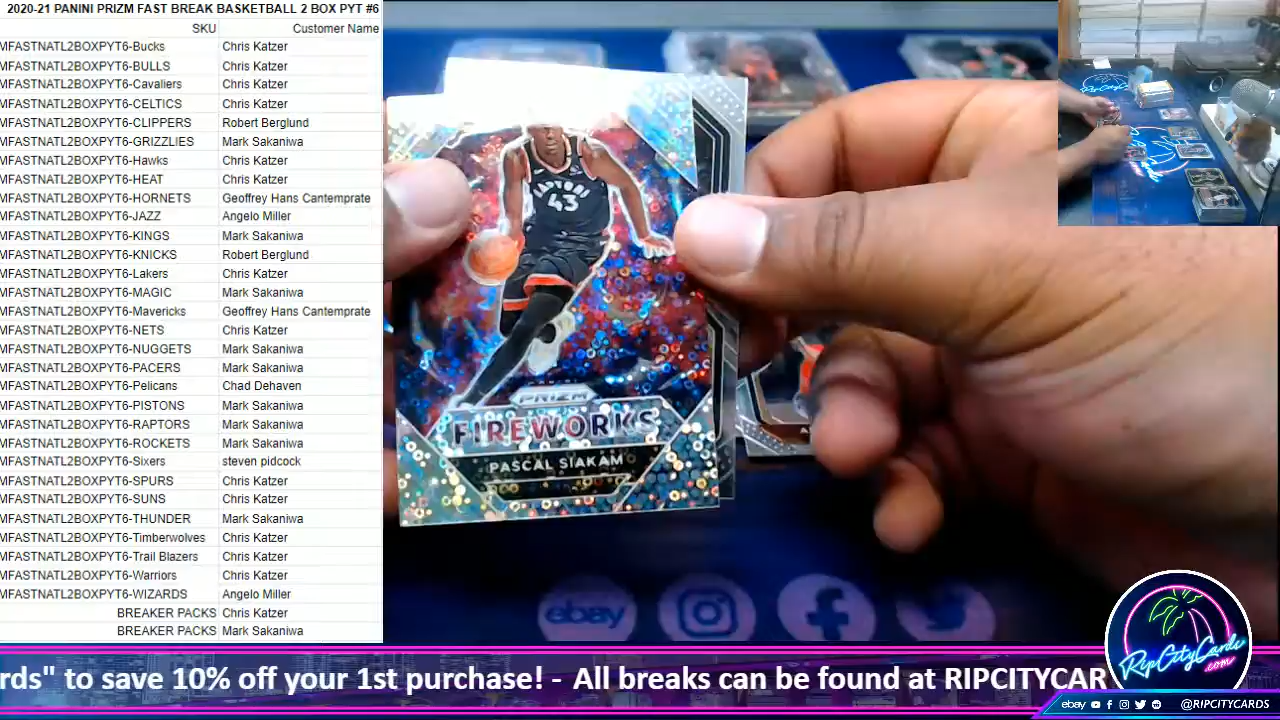 2020-21 PANINI PRIZM FAST BREAK BASKETBALL 2 BOX PYT #6
SKU Customer Name
MFASTNATL2BOXPYT6-Bucks Chris Katzer
MFASTNATL2BOXPYT6-BULLS Chris Katzer
MFASTNATL2BOXPYT6-Cavaliers Chris Katzer
MFASTNATL2BOXPYT6-CELTICS Chris Katzer
MFASTNATL2BOXPYT6-CLIPPERS Robert Berglund
MFASTNATL2BOXPYT6-GRIZZLIES Mark Sakaniwa
MFASTNATL2BOXPYT6-Hawks Chris Katzer
MFASTNATL2BOXPYT6-HEAT Chris Katzer
MFASTNATL2BOXPYT6-HORNETS Geoffrey Hans Cantemprate
MFASTNATL2BOXPYT6-JAZZ Angelo Miller
MFASTNATL2BOXPYT6-KINGS Mark Sakaniwa
MFASTNATL2BOXPYT6-KNICKS Robert Berglund
MFASTNATL2BOXPYT6-Lakers Chris Katzer
MFASTNATL2BOXPYT6-MAGIC Mark Sakaniwa
MFASTNATL2BOXPYT6-Mavericks Geoffrey Hans Cantemprate
MFASTNATL2BOXPYT6-NETS Chris Katzer
MFASTNATL2BOXPYT6-NUGGETS Mark Sakaniwa
MFASTNATL2BOXPYT6-PACERS Mark Sakaniwa
MFASTNATL2BOXPYT6-Pelicans Chad Dehaven
MFASTNATL2BOXPYT6-PISTONS Mark Sakaniwa
MFASTNATL2BOXPYT6-RAPTORS Mark Sakaniwa
MFASTNATL2BOXPYT6-ROCKETS Mark Sakaniwa
MFASTNATL2BOXPYT6-Sixers steven pidcock
MFASTNATL2BOXPYT6-SPURS Chris Katzer
MFASTNATL2BOXPYT6-SUNS Chris Katzer
MFASTNATL2BOXPYT6-THUNDER Mark Sakaniwa
MFASTNATL2BOXPYT6-Timberwolves Chris Katzer
MFASTNATL2BOXPYT6-Trail Blazers Chris Katzer
MFASTNATL2BOXPYT6-Warriors Chris Katzer
MFASTNATL2BOXPYT6-WIZARDS Angelo Miller
BREAKER PACKS Chris Katzer
BREAKER PACKS Mark Sakaniwa
43
PRIZM
FIREWORKS
PASCAL SIAKAM
ebay
RipCityCards
.com
rds" to save 10% off your 1st purchase! - All breaks can be found at RIPCITYCAR
ebay @RIPCITYCARDS